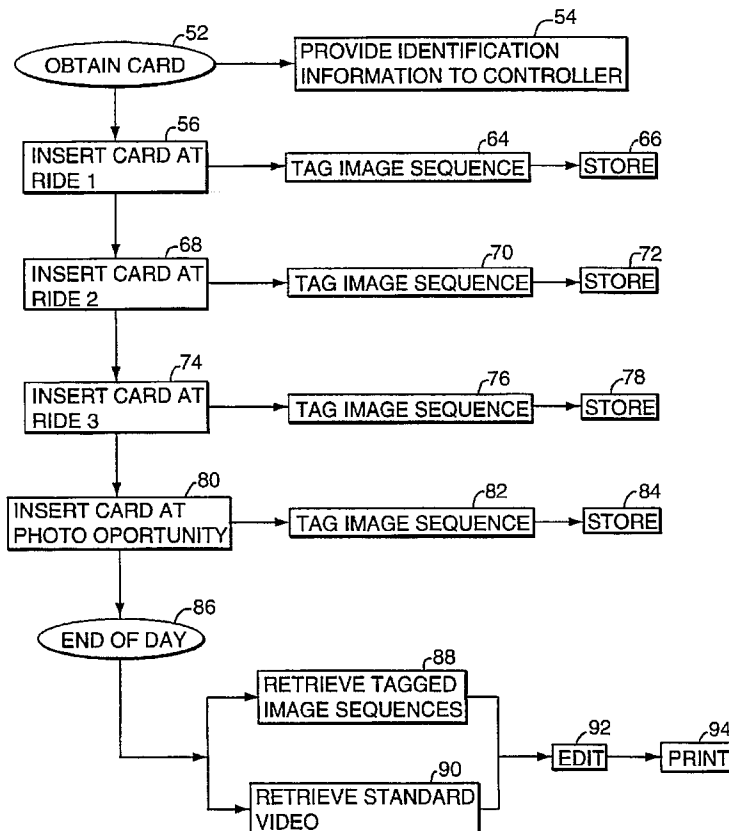 52
54
OBTAIN CARD
PROVIDE IDENTIFICATION
INFORMATION TO CONTROLLER
56
64
66
INSERT CARD AT
RIDE 1
TAG IMAGE SEQUENCE
STORE
68
70
72
INSERT CARD AT
RIDE 2
TAG IMAGE SEQUENCE
STORE
74
76
78
INSERT CARD AT
RIDE 3
TAG IMAGE SEQUENCE
STORE
80
82
84
INSERT CARD AT
PHOTO OPORTUNITY
TAG IMAGE SEQUENCE
STORE
86
END OF DAY
88
RETRIEVE TAGGED
IMAGE SEQUENCES
92
94
EDIT
PRINT
90
RETRIEVE STANDARD
VIDEO